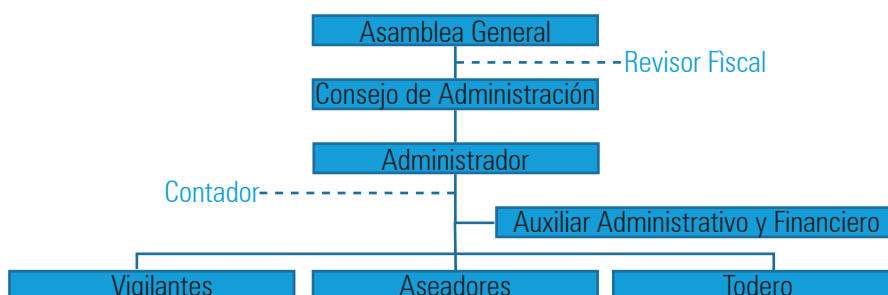 Asamblea General
Revisor Fìscal
Consejo de Administración
Administrador
Contador
Auxiliar Administrativo y Financiero
Vigilantes
Aseadores
Todero